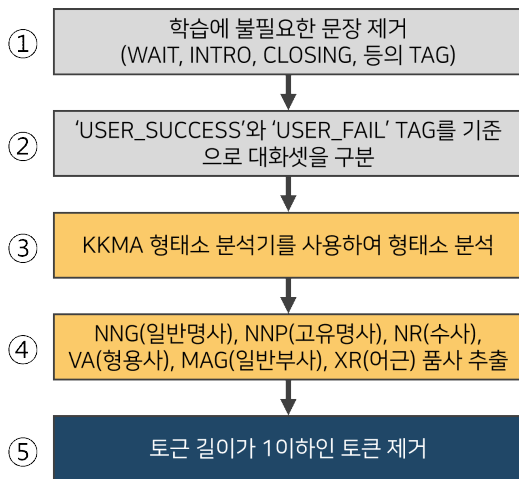 ① 학습에 불필요한 문장 제거
(WAIT, INTRO, CLOSING, 등의 TAG)
② ‘USER_SUCCESS’와 ‘USER_FAIL’ TAG를 기준
으로 대화셋을 구분
③ KKMA 형태소 분석기를 사용하여 형태소 분석
④ NNG(일반명사), NNP(고유명사), NR(수사),
VA(형용사), MAG(일반부사), XR(어근) 품사 추출
⑤ 토근 길이가 1이하인 토큰 제거